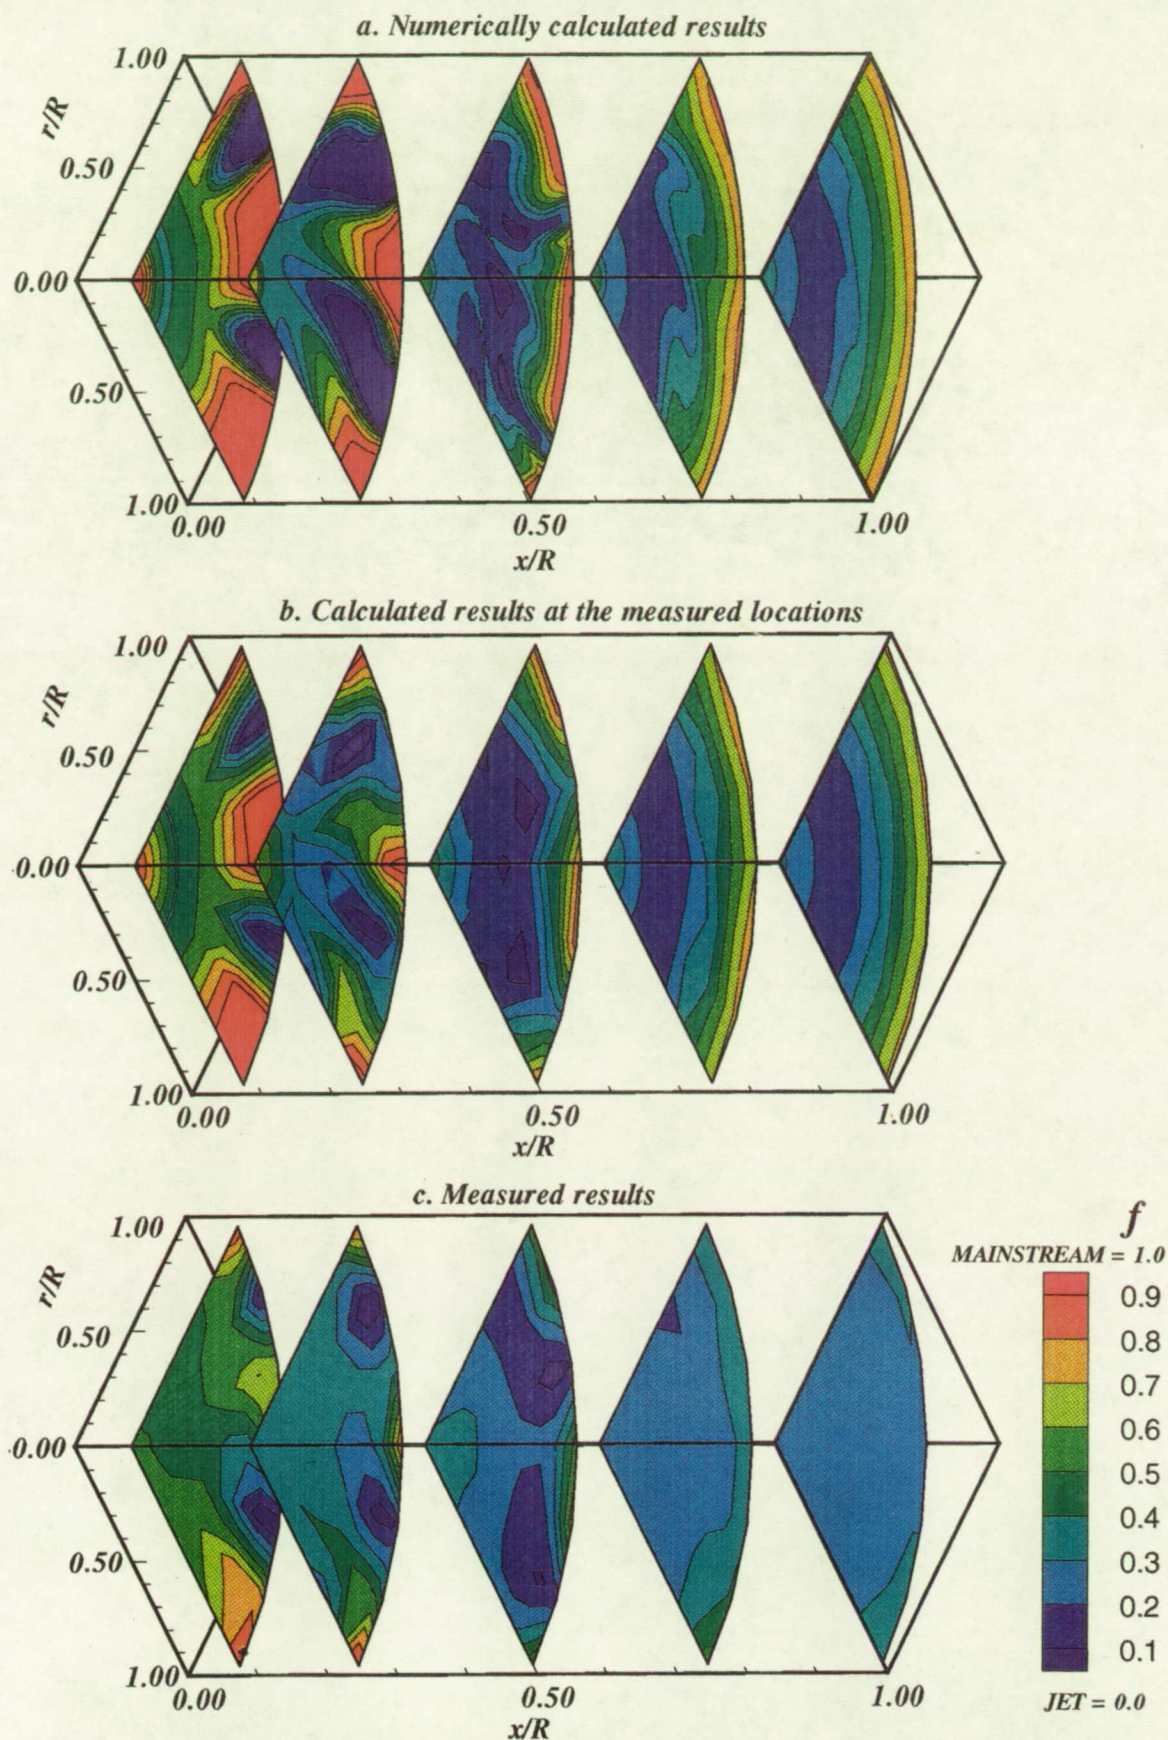 a. Numerically calculated results
1.00
r/R
0.50
0.00
0.50
1.00
0.00 0.50 1.00
x/R
b. Calculated results at the measured locations
1.00
r/R
0.50
0.00
0.50
1.00
0.00 0.50 1.00
x/R
c. Measured results
1.00
r/R
0.50
0.00
0.50
1.00
0.00 0.50 1.00
x/R
f
MAINSTREAM = 1.0
0.9
0.8
0.7
0.6
0.5
0.4
0.3
0.2
0.1
JET = 0.0